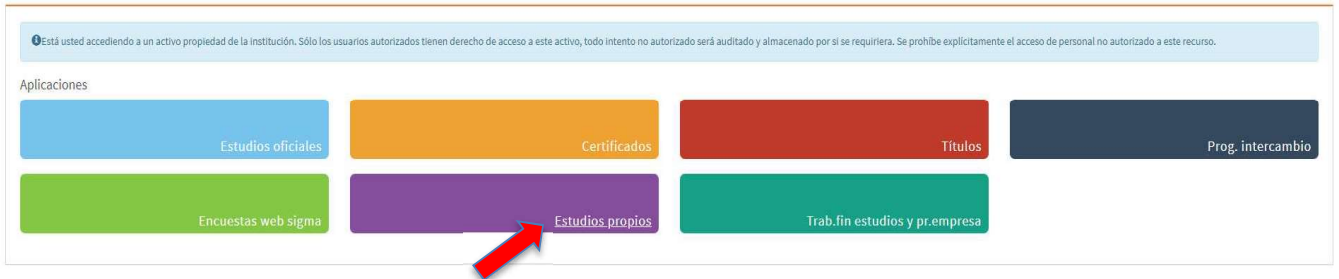 Está usted accediendo a un activo propiedad de la institución. Sólo los usuarios autorizados tienen derecho de acceso a este activo, todo intento no autorizado será auditado y almacenado por si se requiriera. Se prohíbe explícitamente el acceso de personal no autorizado a este recurso.
Aplicaciones
Estudios oficiales
Certificados
Títulos
Prog. intercambio
Encuestas web sigma
Estudios propios
Trab.fin estudios y pr.empresa